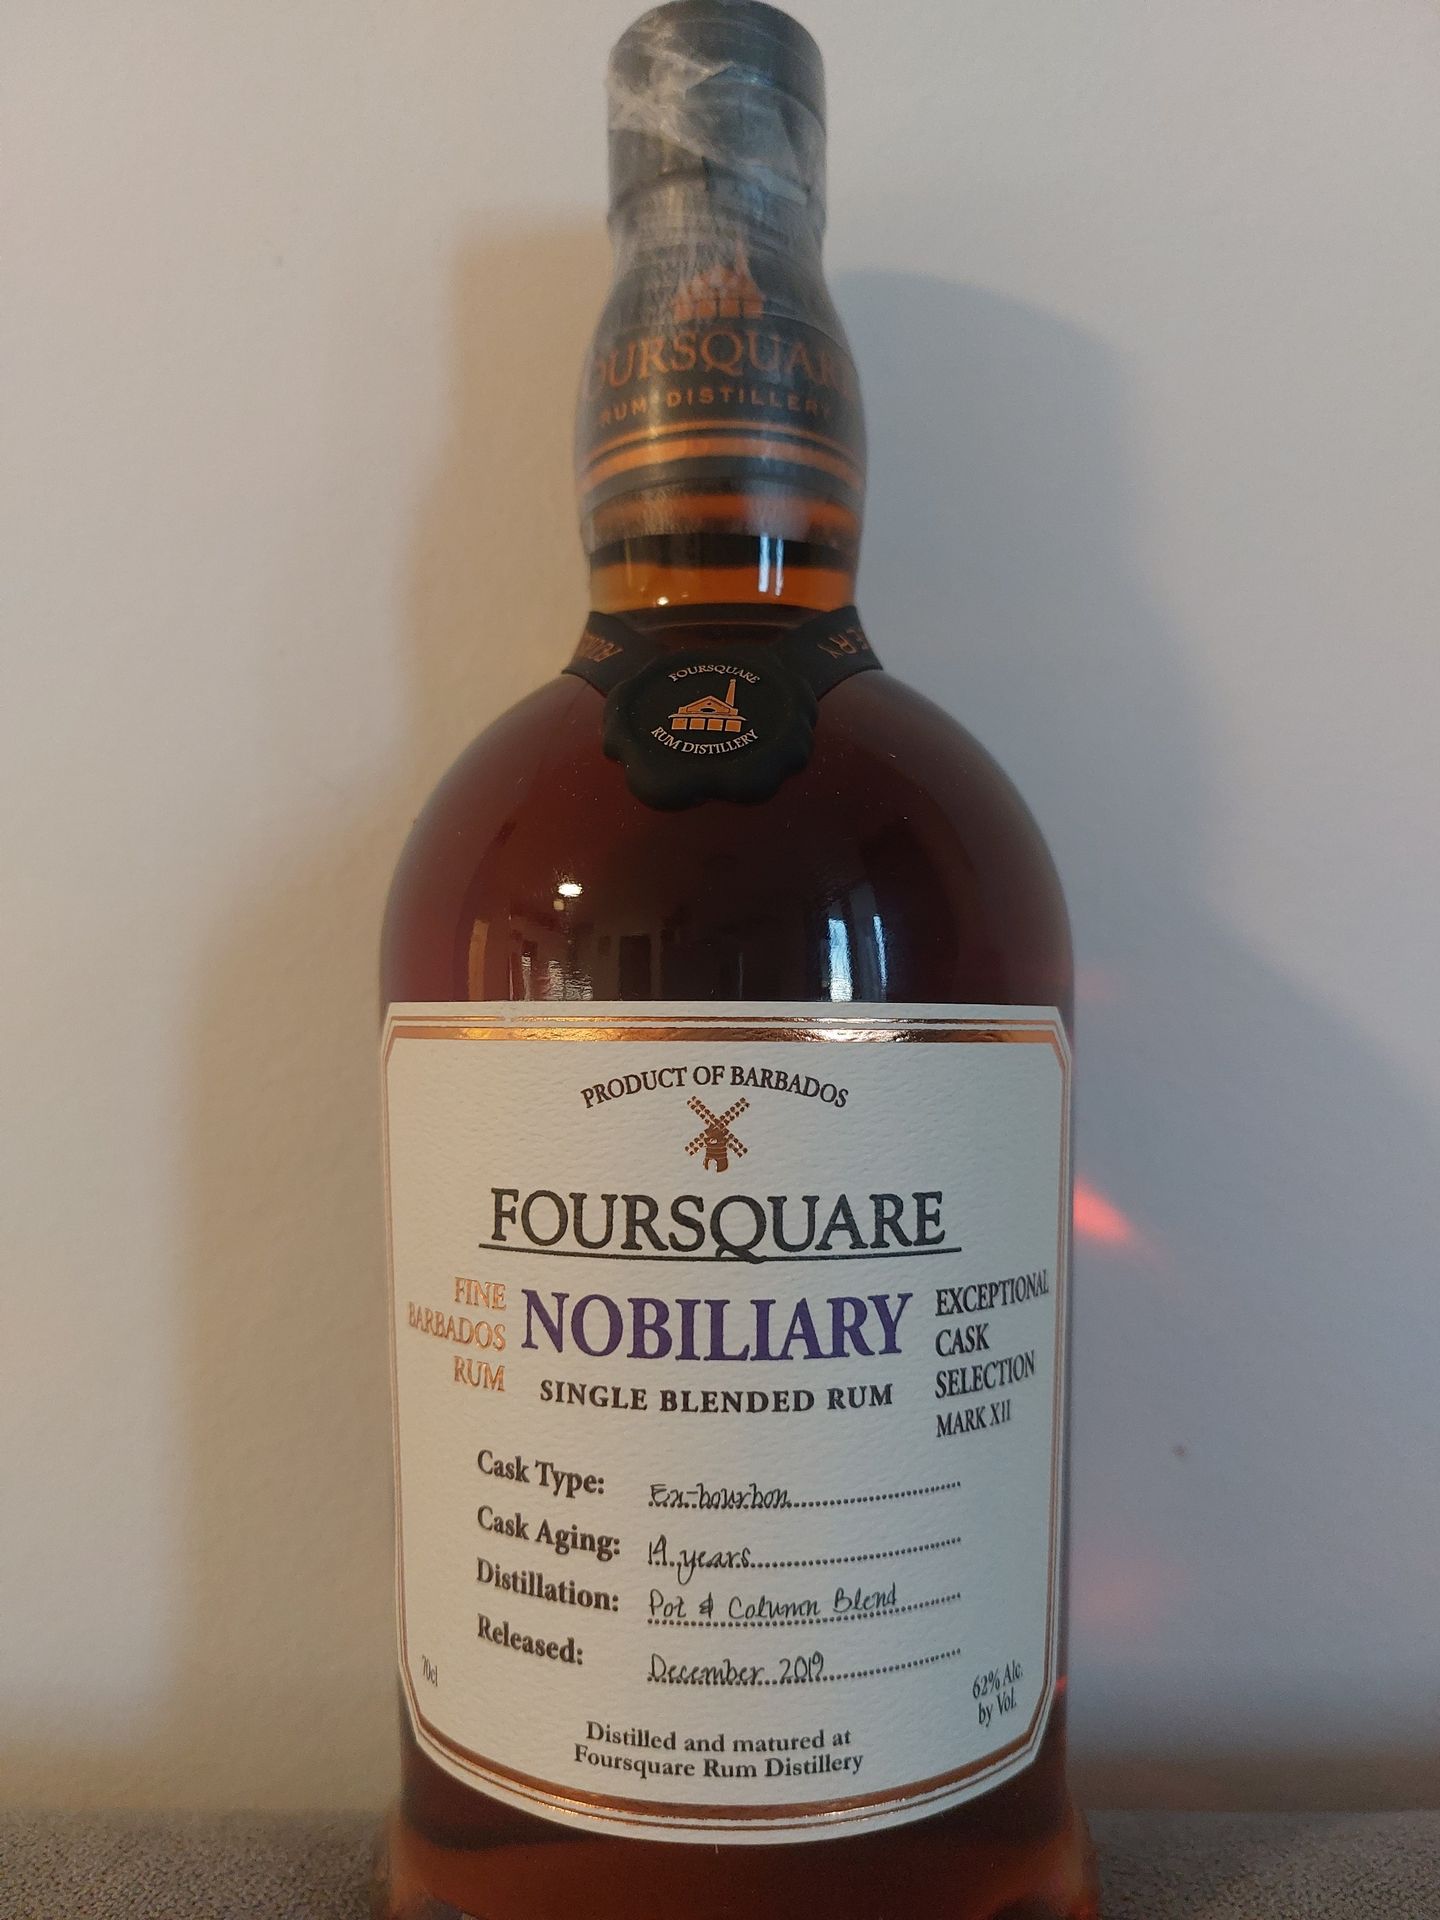 FOURSQUARE
RUM DISTILLERY
FOURSQUARE
RUM DISTILLERY
PRODUCT OF BARBADOS
FOURSQUARE
FINE
BARBADOS
RUM
NOBILIARY
SINGLE BLENDED RUM
EXCEPTIONAL
CASK
SELECTION
MARK XII
Cask Type: Ex-bourbon
Cask Aging: 14 years
Distillation: Pot & Column Blend
Released: December 2019
70cl
62% Alc.
by Vol.
Distilled and matured at
Foursquare Rum Distillery